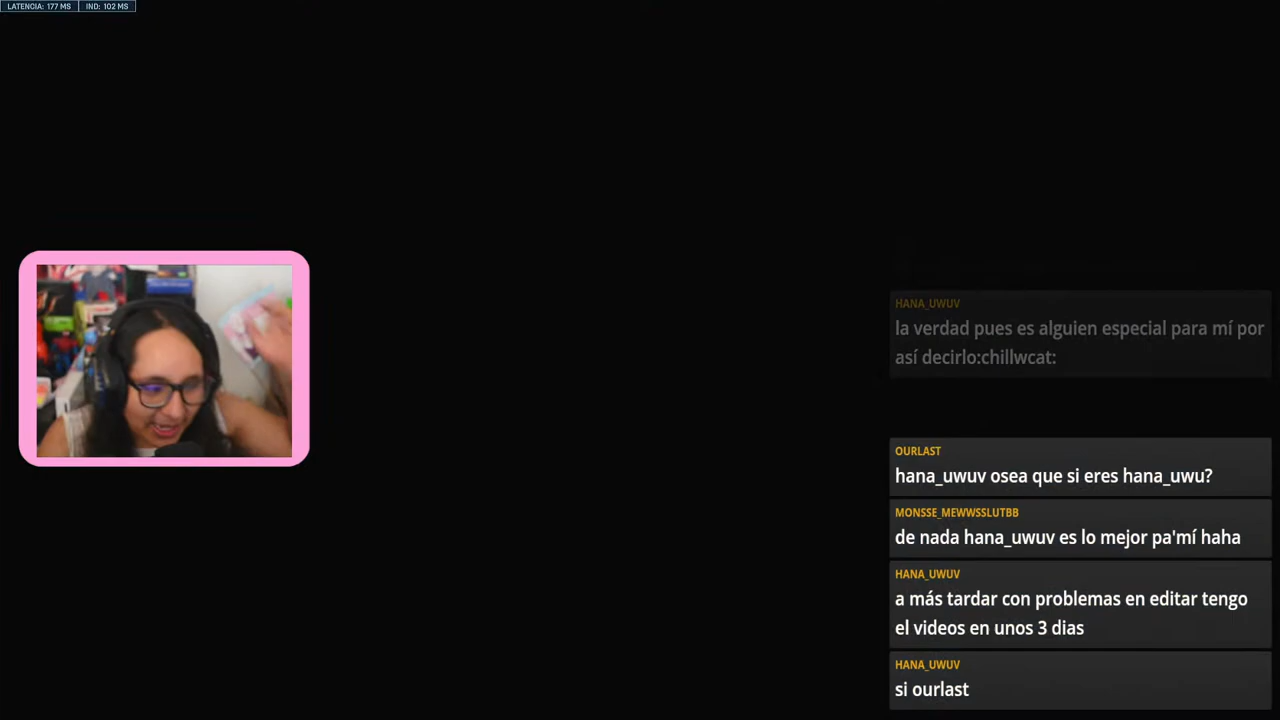 LATENCIA: 177 MS IND: 102 MS
HANA_UWUV
la verdad pues es alguien especial para mí por
así decirlo:chillwcat:
OURLAST
hana_uwuv osea que si eres hana_uwu?
MONSSE_MEWWSSLUTBB
de nada hana_uwuv es lo mejor pa'mí haha
HANA_UWUV
a más tardar con problemas en editar tengo
el videos en unos 3 dias
HANA_UWUV
si ourlast